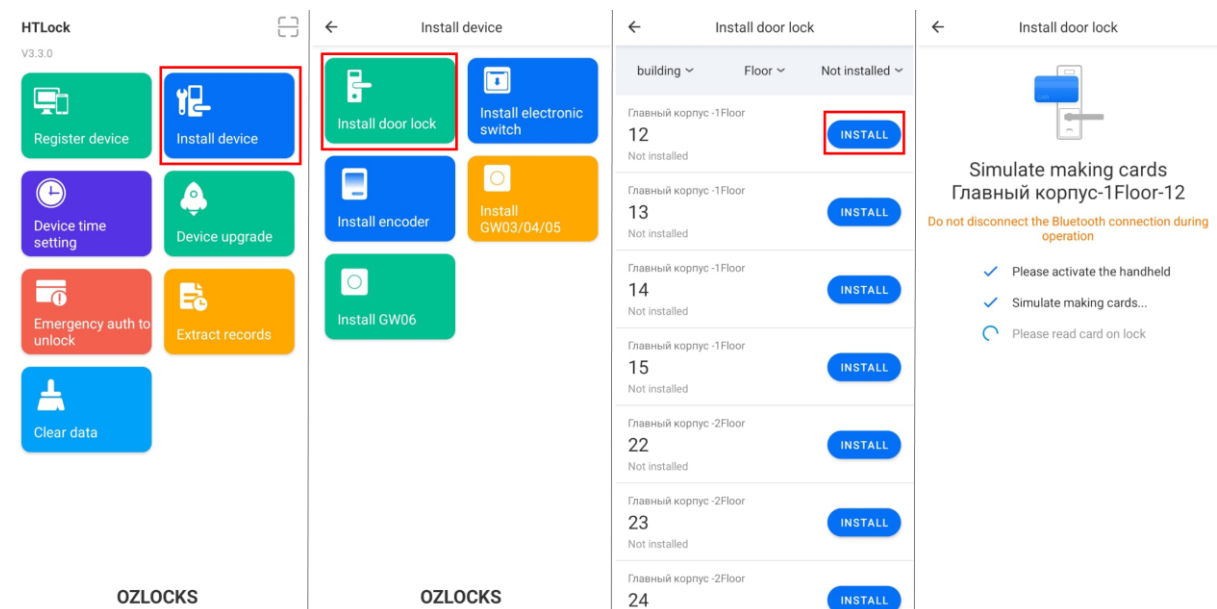 HTLock
V3.3.0
Register device
Install device
Device time
setting
Device upgrade
Emergency auth to
unlock
Extract records
Clear data
OZLOCKS
Install device
Install door lock
Install electronic
switch
Install encoder
Install
GW03/04/05
Install GW06
OZLOCKS
Install door lock
building
Floor
Not installed
Главный корпус -1Floor
12
Not installed
INSTALL
Главный корпус -1Floor
13
Not installed
INSTALL
Главный корпус -1Floor
14
Not installed
INSTALL
Главный корпус -1Floor
15
Not installed
INSTALL
Главный корпус -2Floor
22
Not installed
INSTALL
Главный корпус -2Floor
23
Not installed
INSTALL
Главный корпус -2Floor
24
INSTALL
Install door lock
Simulate making cards
Главный корпус-1Floor-12
Do not disconnect the Bluetooth connection during
operation
Please activate the handheld
Simulate making cards...
Please read card on lock